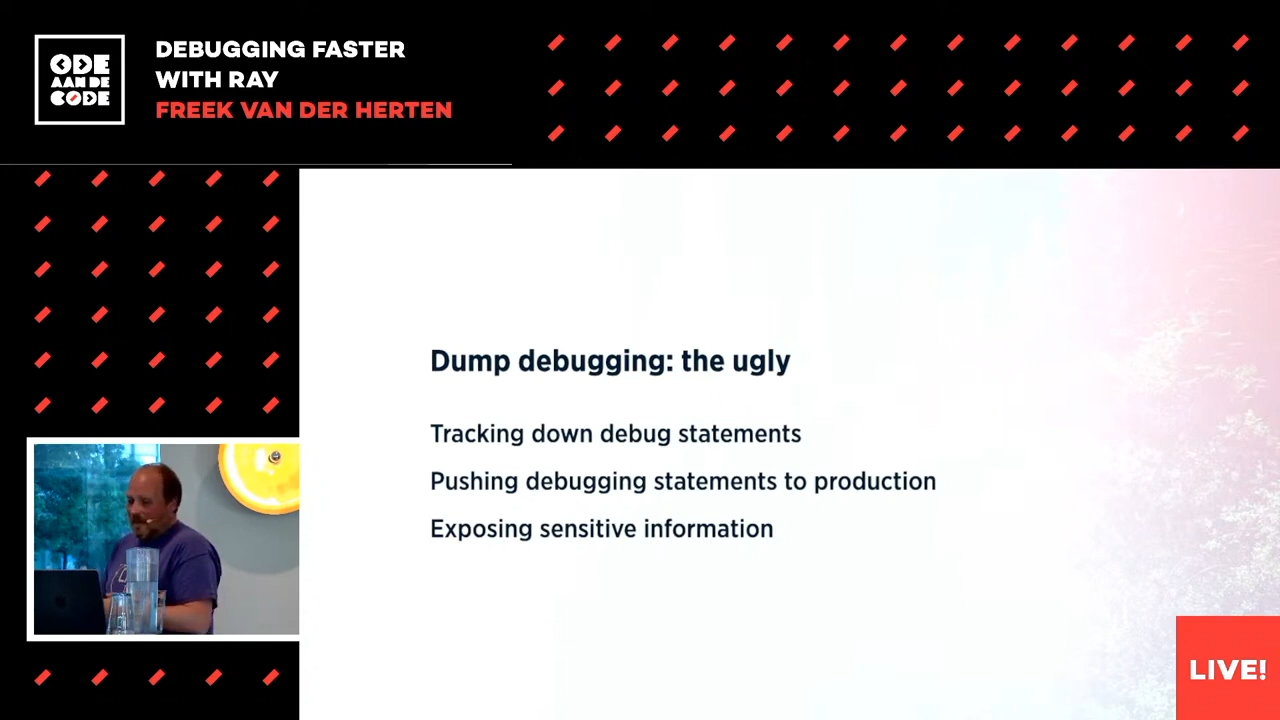 ODE
AAN DE
CODE
DEBUGGING FASTER
WITH RAY
FREEK VAN DER HERTEN
Dump debugging: the ugly
Tracking down debug statements
Pushing debugging statements to production
Exposing sensitive information
LIVE!